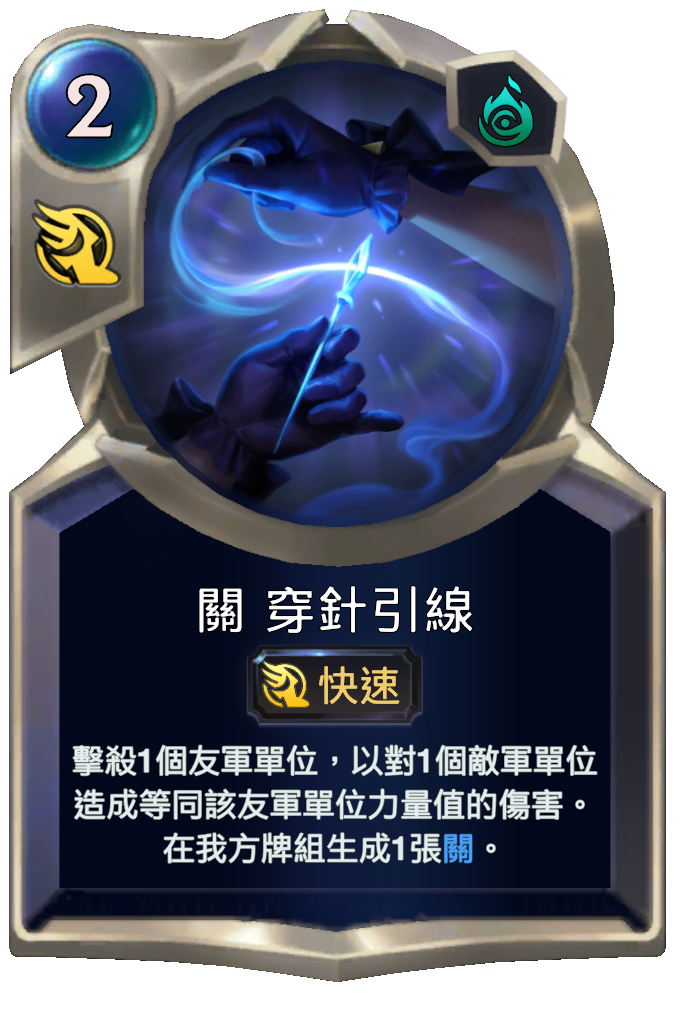 2
關 穿針引線
快速
擊殺1個友軍單位，以對1個敵軍單位
造成等同該友軍單位力量值的傷害。
在我方牌組生成1張關。